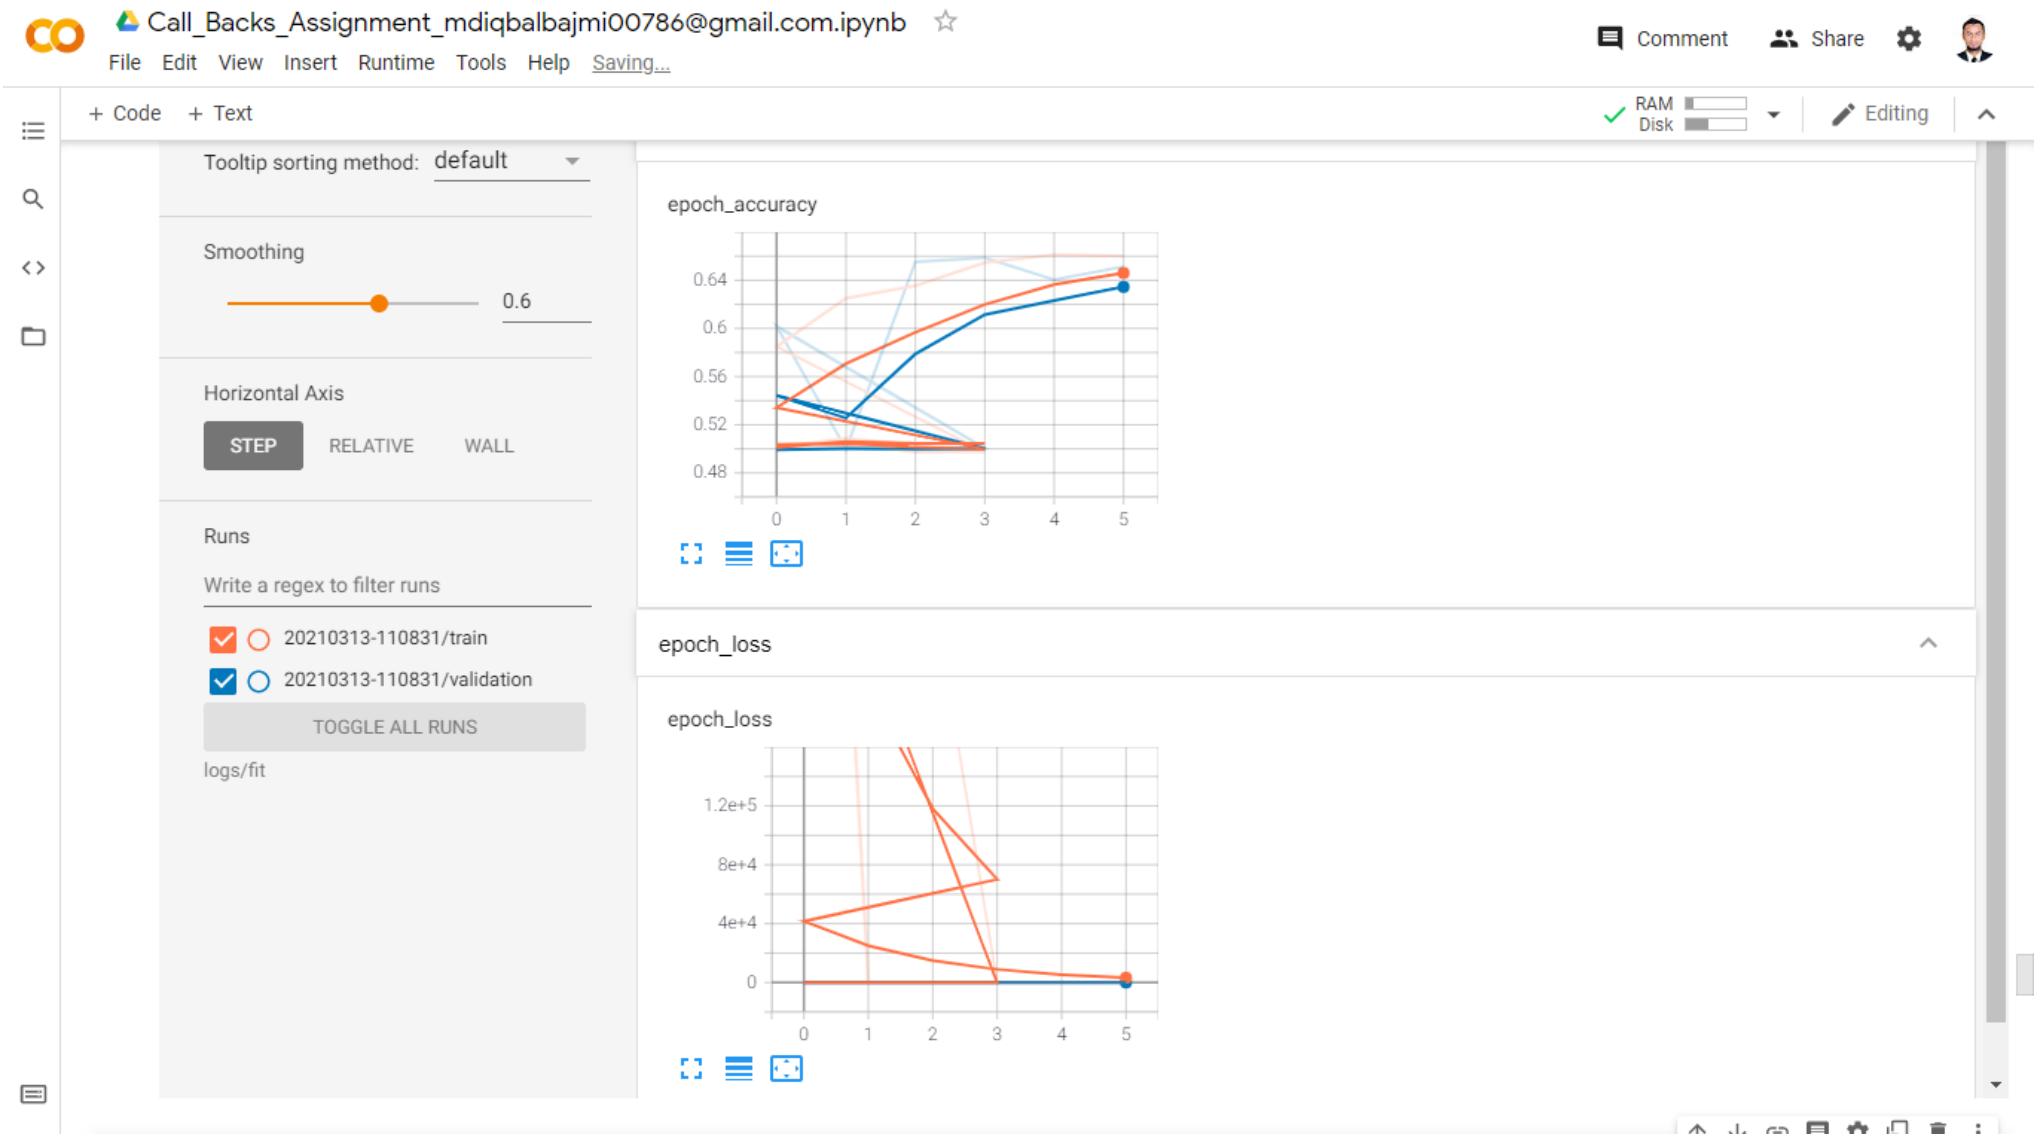 Call_Backs_Assignment_mdiqbalbajmi00786@gmail.com.ipynb
Comment
Share
File Edit View Insert Runtime Tools Help Saving...
+ Code + Text
RAM
Disk
Editing
Tooltip sorting method: default
Smoothing
0.6
Horizontal Axis
STEP RELATIVE WALL
Runs
Write a regex to filter runs
20210313-110831/train
20210313-110831/validation
TOGGLE ALL RUNS
logs/fit
epoch_accuracy
0.64
0.6
0.56
0.52
0.48
0 1 2 3 4 5
epoch_loss
epoch_loss
1.2e+5
8e+4
4e+4
0
0 1 2 3 4 5